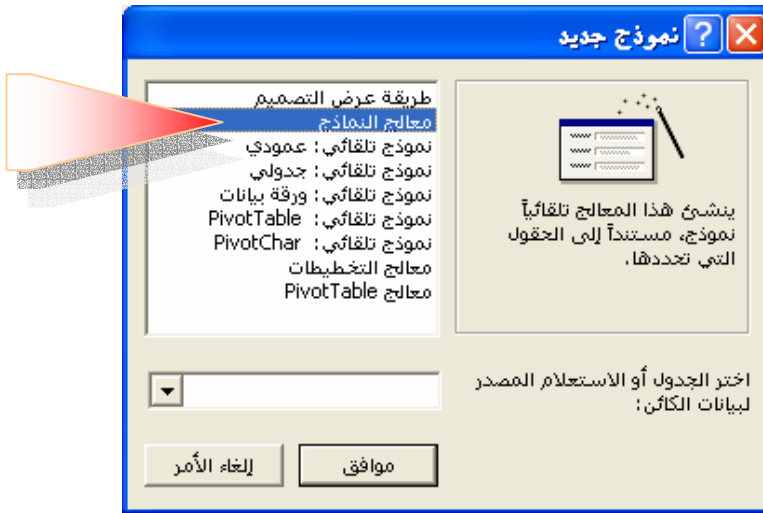 نموذج جديد
طريقة عرض التصميم
معالج النماذج
نموذج تلقائي: عمودي
نموذج تلقائي: جدولي
نموذج تلقائي: ورقة بيانات
نموذج تلقائي: PivotTable
نموذج تلقائي: PivotChar
معالج التخطيطات
معالج PivotTable
ينشئ هذا المعالج تلقائياً
نموذج، مستنداً إلى الحقول
التي تحددها.
اختر الجدول أو الاستعلام المصدر
لبيانات الكائن:
موافق
إلغاء الأمر